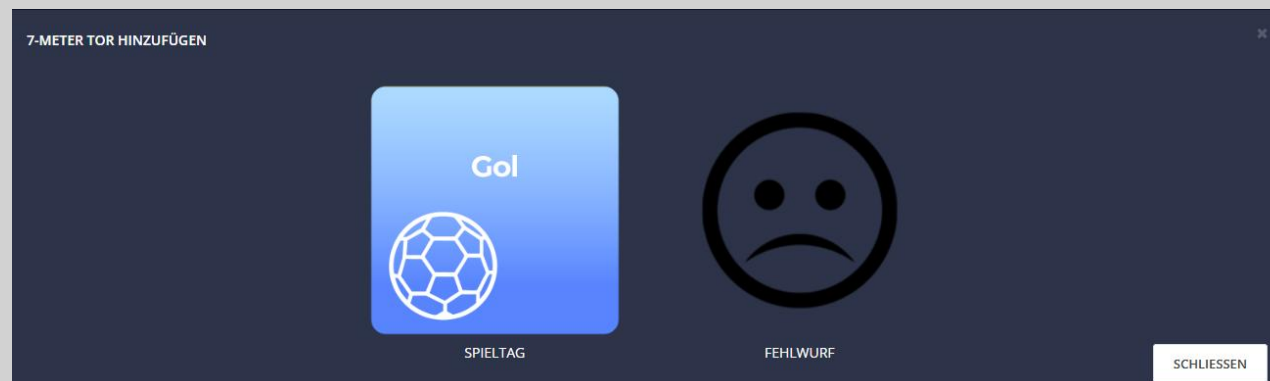 7-METER TOR HINZUFÜGEN
Gol
SPIELTAG
FEHLWURF
SCHLIESSEN